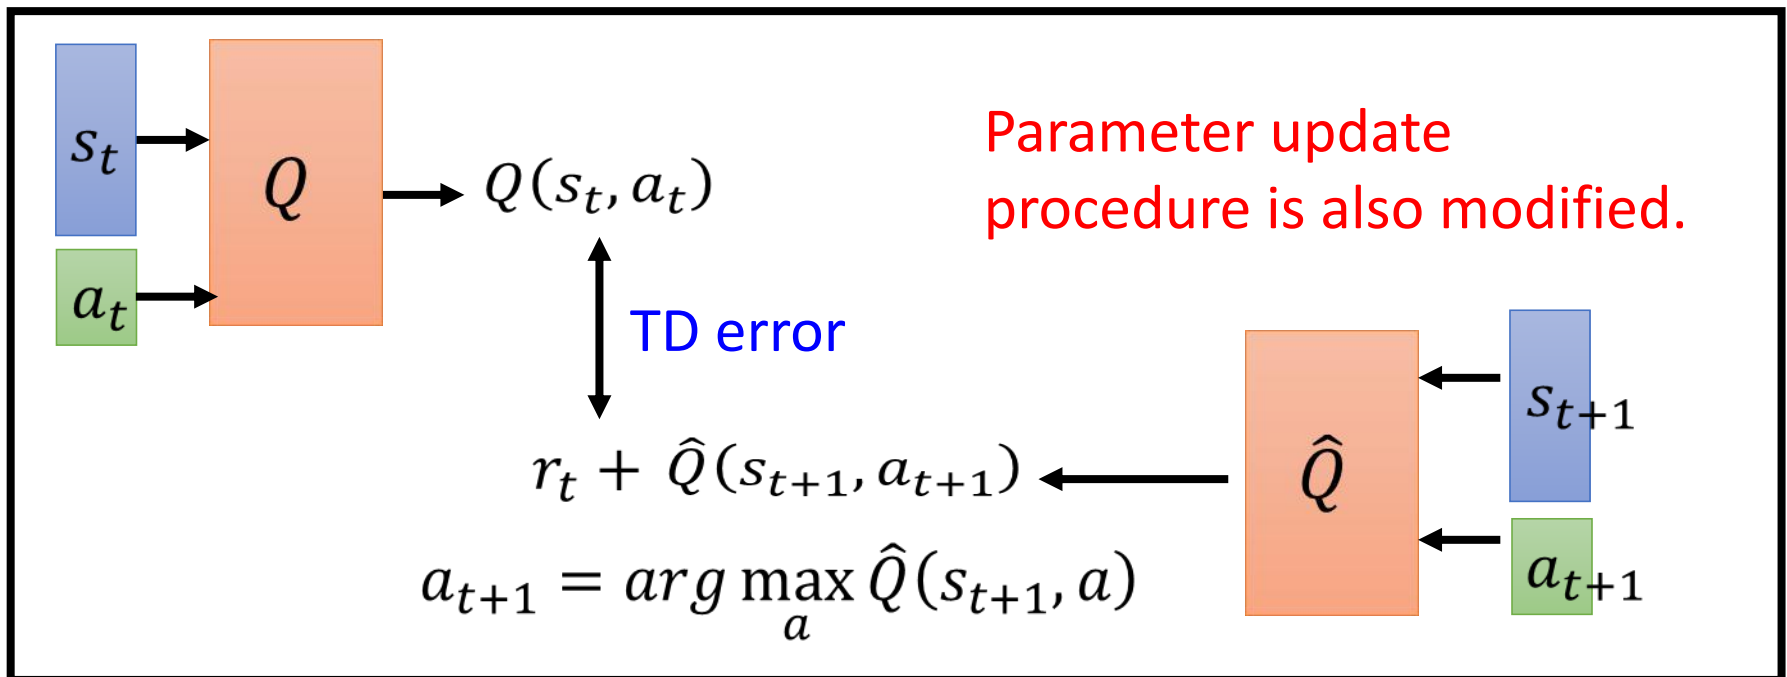 s_t
a_t
Q
Q(s_t, a_t)
Parameter update
procedure is also modified.
TD error
r_t + Q̂(s_{t+1}, a_{t+1})
a_{t+1} = arg max_a Q̂(s_{t+1}, a)
Q̂
s_{t+1}
a_{t+1}